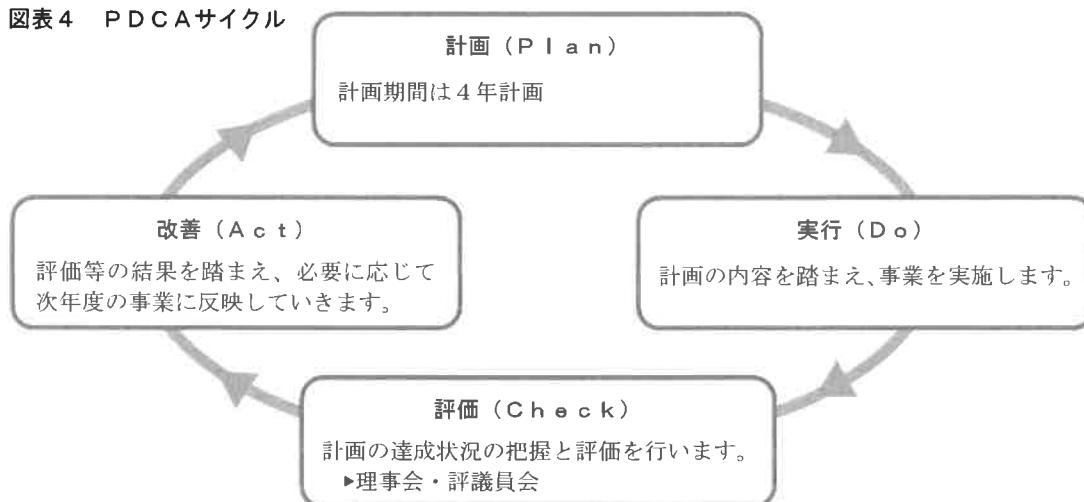 図表４　ＰＤＣＡサイクル
計画（Ｐｌａｎ）
計画期間は４年計画
実行（Ｄｏ）
計画の内容を踏まえ、事業を実施します。
評価（Ｃｈｅｃｋ）
計画の達成状況の把握と評価を行います。
▶理事会・評議員会
改善（Ａｃｔ）
評価等の結果を踏まえ、必要に応じて
次年度の事業に反映していきます。